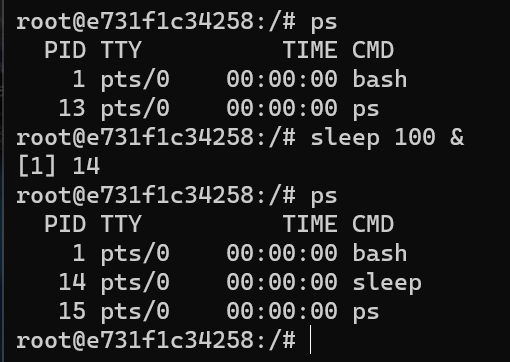 root@e731f1c34258:/# ps
    PID TTY          TIME CMD
      1 pts/0    00:00:00 bash
     13 pts/0    00:00:00 ps
root@e731f1c34258:/# sleep 100 &
[1] 14
root@e731f1c34258:/# ps
    PID TTY          TIME CMD
      1 pts/0    00:00:00 bash
     14 pts/0    00:00:00 sleep
     15 pts/0    00:00:00 ps
root@e731f1c34258:/#